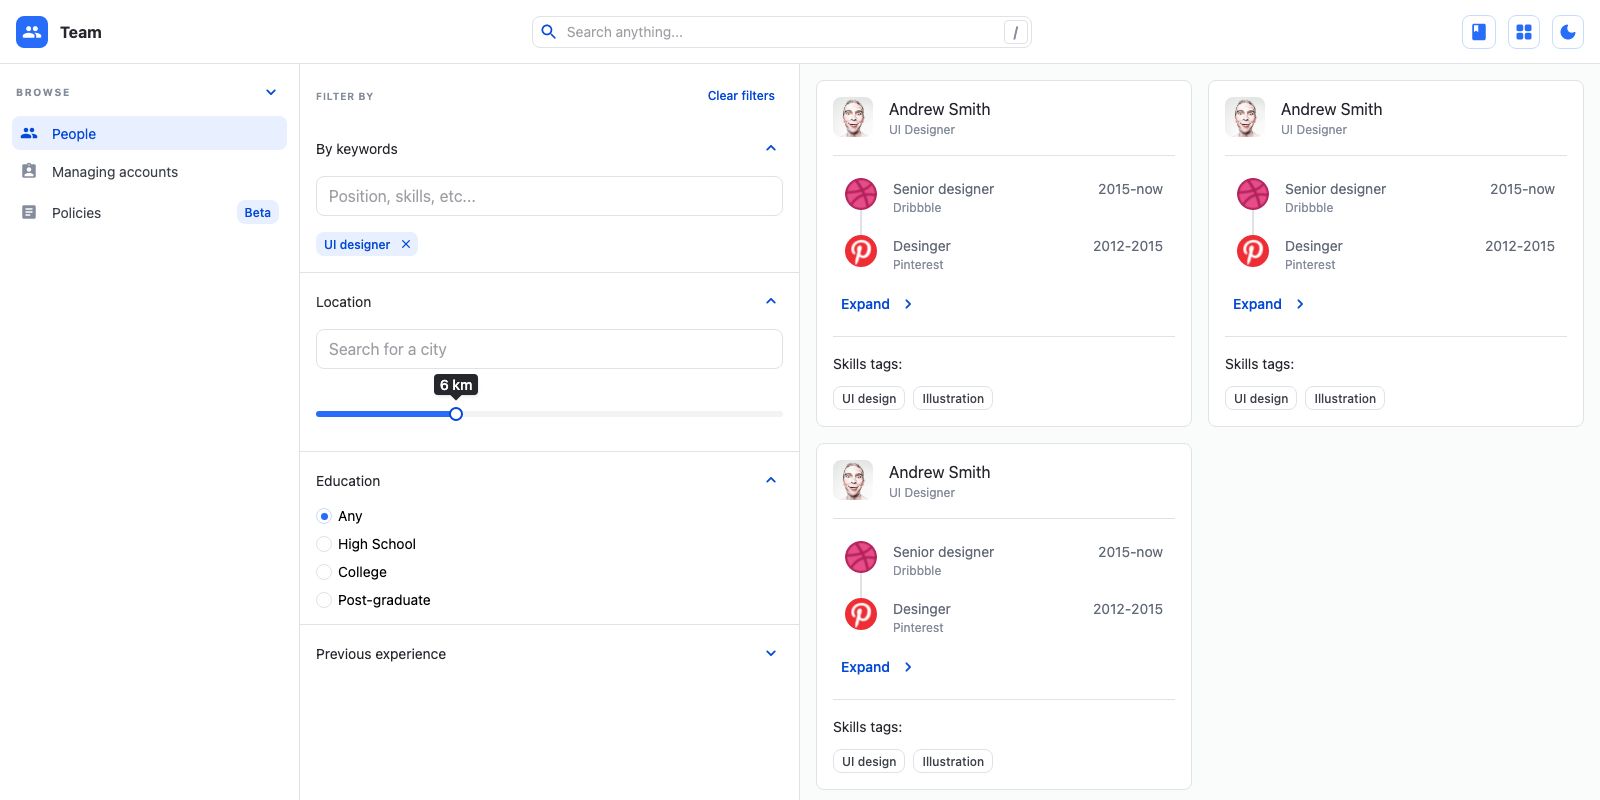 Team
Search anything...
/
BROWSE
People
Managing accounts
Policies
Beta
FILTER BY
Clear filters
By keywords
Position, skills, etc...
UI designer
Location
Search for a city
6 km
Education
Any
High School
College
Post-graduate
Previous experience
Andrew Smith
UI Designer
Senior designer 2015-now
Dribbble
Desinger 2012-2015
Pinterest
Expand
Skills tags:
UI design Illustration
Andrew Smith
UI Designer
Senior designer 2015-now
Dribbble
Desinger 2012-2015
Pinterest
Expand
Skills tags:
UI design Illustration
Andrew Smith
UI Designer
Senior designer 2015-now
Dribbble
Desinger 2012-2015
Pinterest
Expand
Skills tags:
UI design Illustration